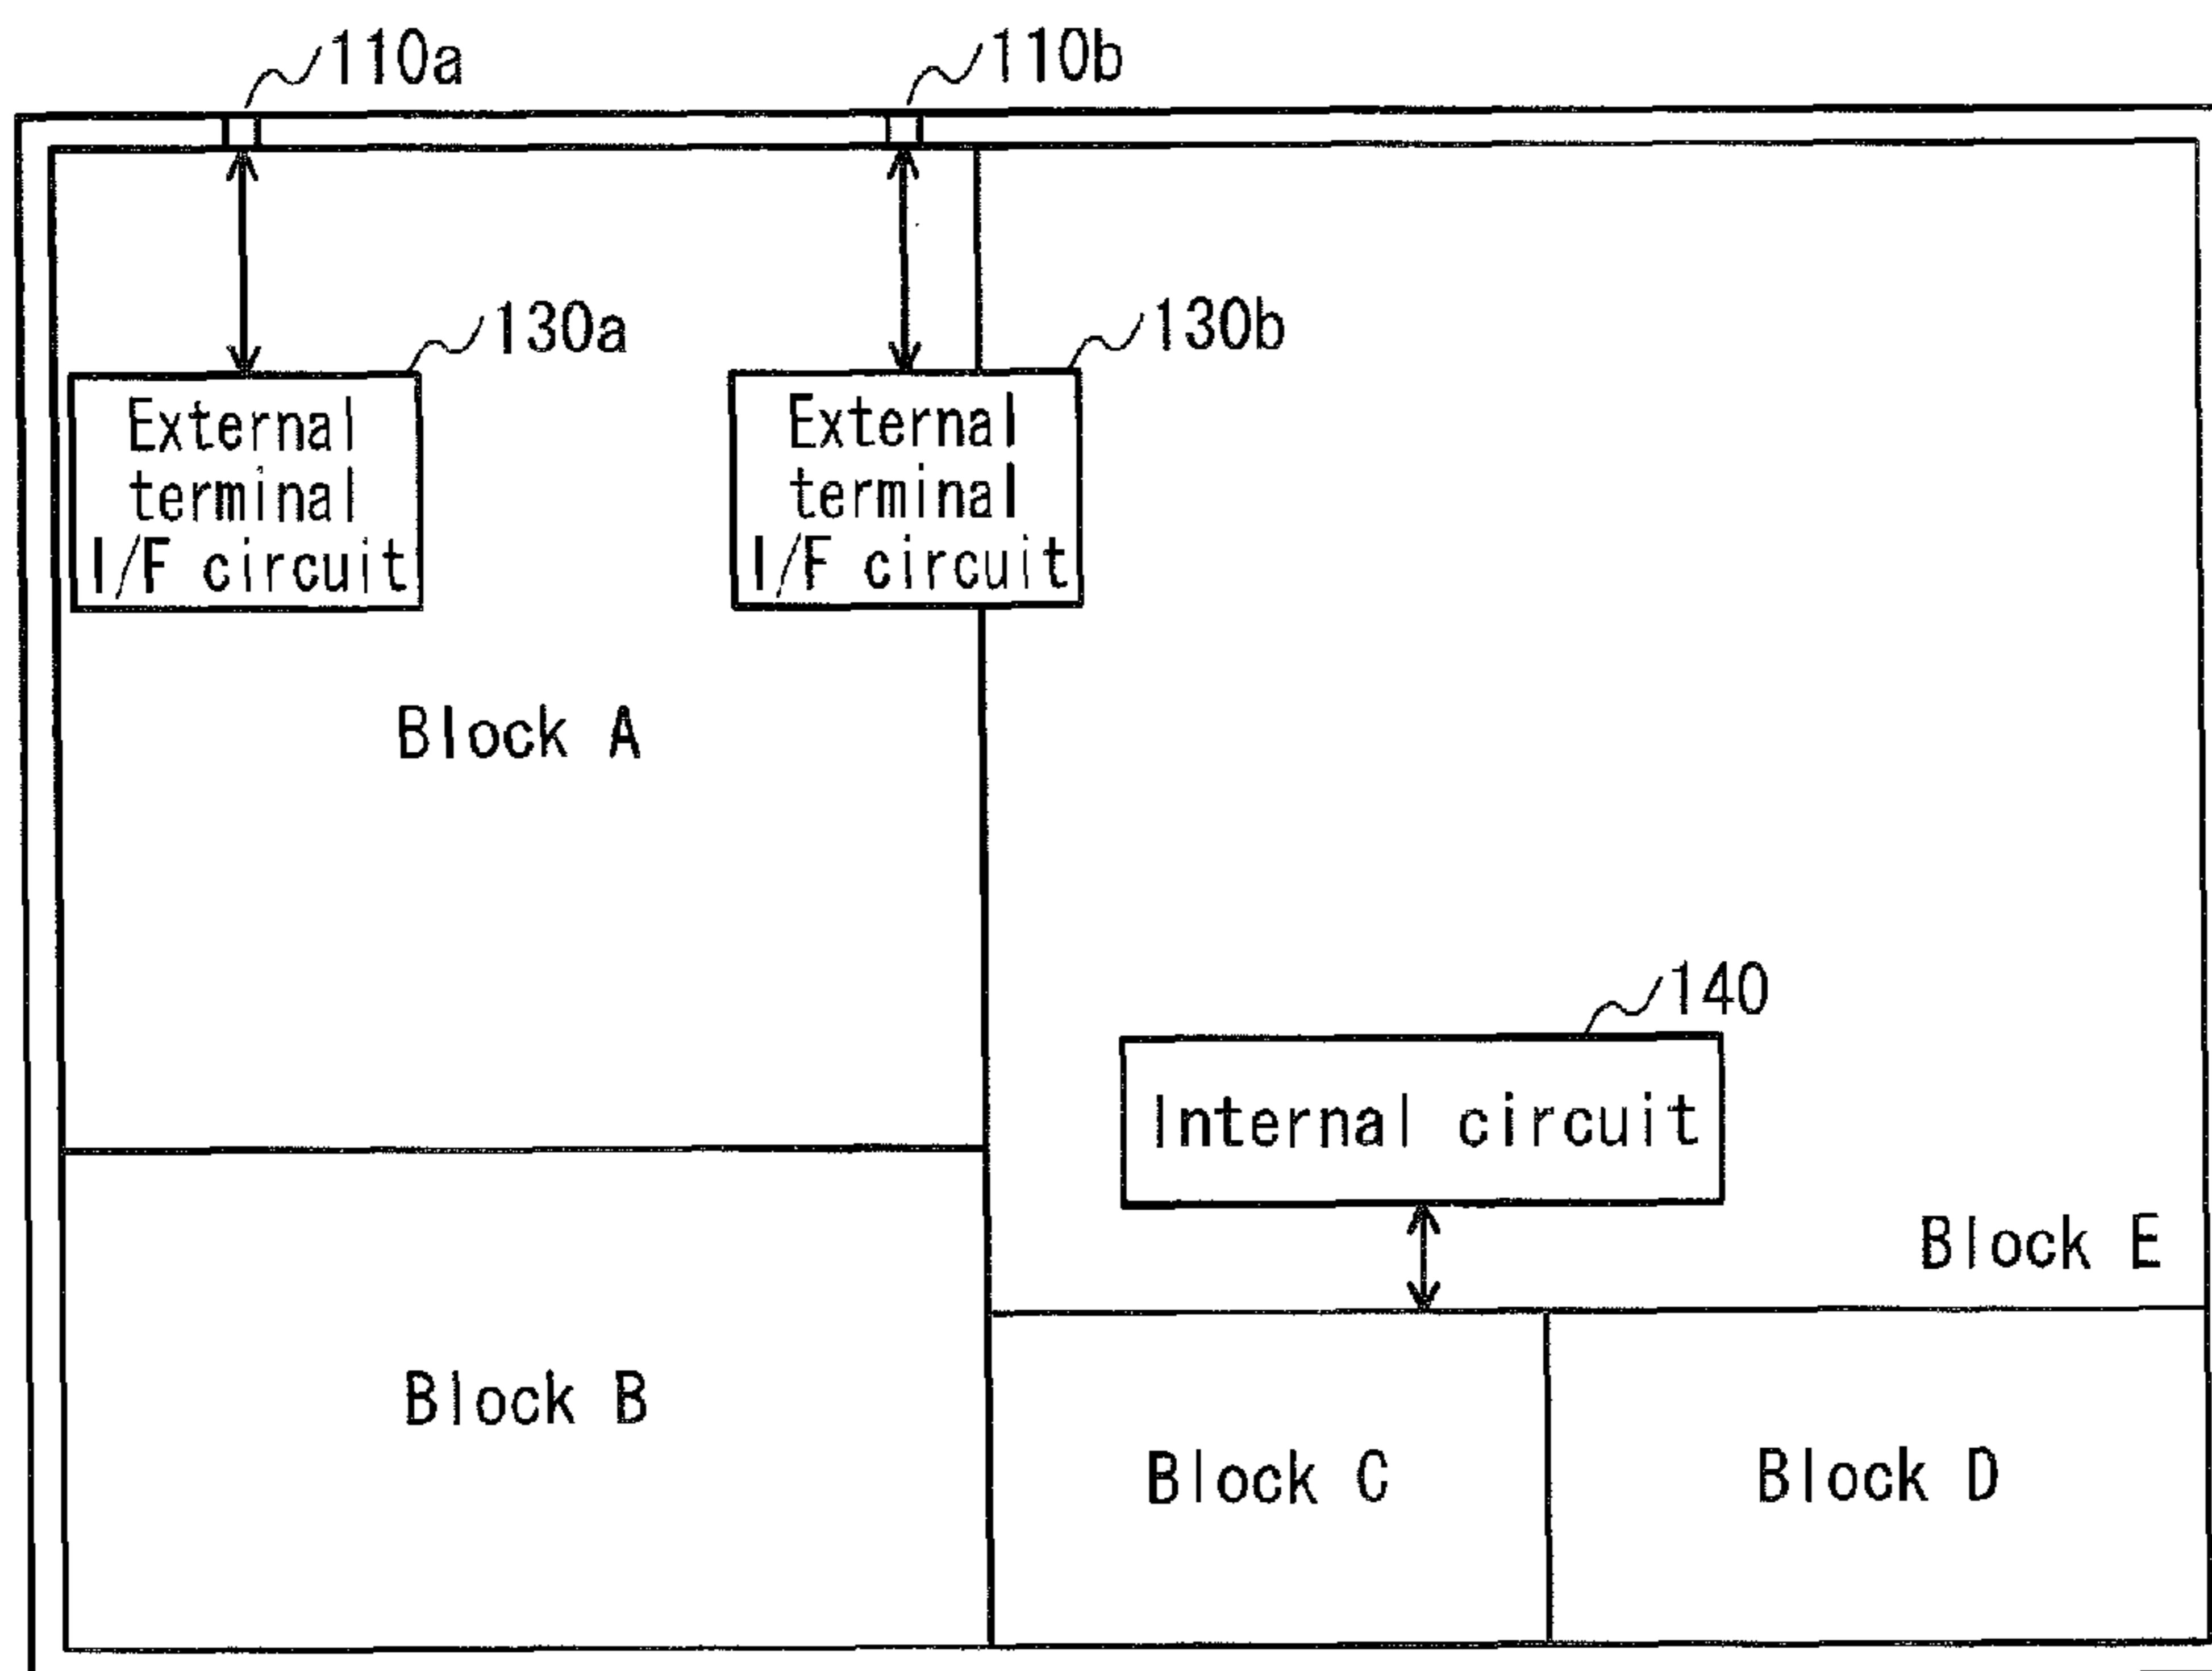 110a
110b
130a
130b
External
terminal
I/F circuit
External
terminal
I/F circuit
Block A
140
Internal circuit
Block E
Block B
Block C
Block D